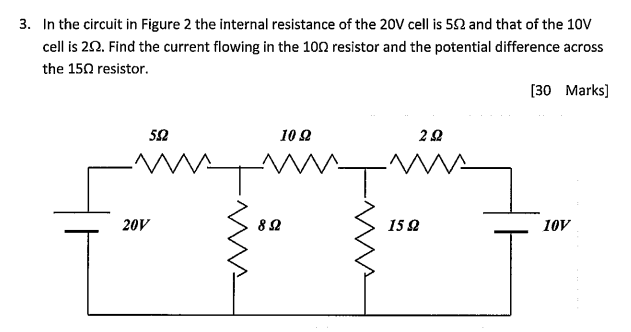 3. In the circuit in Figure 2 the internal resistance of the 20V cell is 5Ω and that of the 10V
cell is 2Ω. Find the current flowing in the 10Ω resistor and the potential difference across
the 15Ω resistor.
[30 Marks]
5Ω 10 Ω 2 Ω
20V 8 Ω 15 Ω 10V